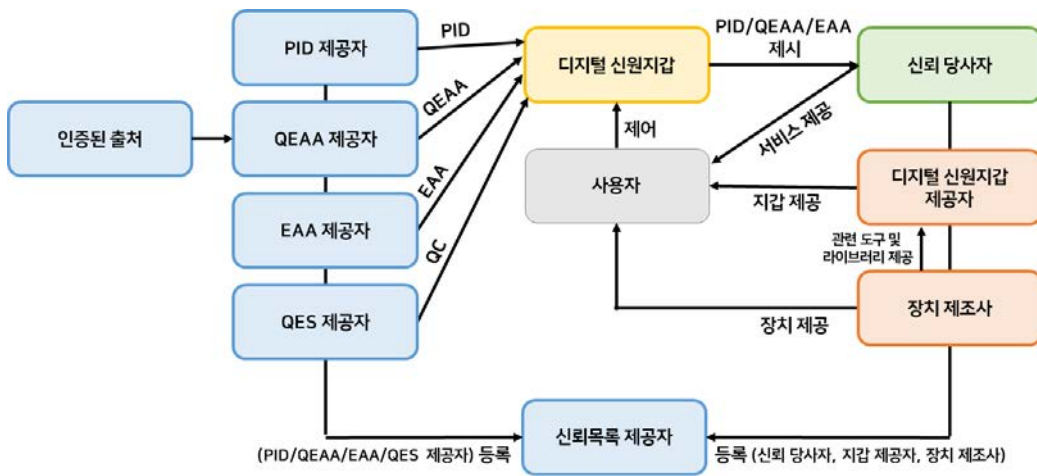 PID 제공자
PID
디지털 신원지갑
PID/QEAA/EAA
제시
신뢰 당사자
인증된 출처
QEAA 제공자
QEAA
제어
서비스 제공
사용자
디지털 신원지갑
제공자
지갑 제공
EAA 제공자
EAA
관련 도구 및
라이브러리 제공
QES 제공자
QC
장치 제조사
장치 제공
신뢰목록 제공자
(PID/QEAA/EAA/QES 제공자) 등록
등록 (신뢰 당사자, 지갑 제공자, 장치 제조사)